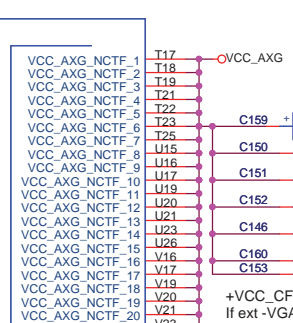 VCC_AXG_NCTF_1 T17 VCC_AXG
VCC_AXG_NCTF_2 T18
VCC_AXG_NCTF_3 T19
VCC_AXG_NCTF_4 T21
VCC_AXG_NCTF_5 T22
VCC_AXG_NCTF_6 T23 C159 +
VCC_AXG_NCTF_7 T25
VCC_AXG_NCTF_8 U15 C150
VCC_AXG_NCTF_9 U16
VCC_AXG_NCTF_10 U17 C151
VCC_AXG_NCTF_11 U19
VCC_AXG_NCTF_12 U20 C152
VCC_AXG_NCTF_13 U21
VCC_AXG_NCTF_14 U23 C146
VCC_AXG_NCTF_15 U26
VCC_AXG_NCTF_16 V16 C160
VCC_AXG_NCTF_17 V17 C153
VCC_AXG_NCTF_18 V19
VCC_AXG_NCTF_19 V20 +VCC_CF
VCC_AXG_NCTF_20 V21 If ext -VGA
V23